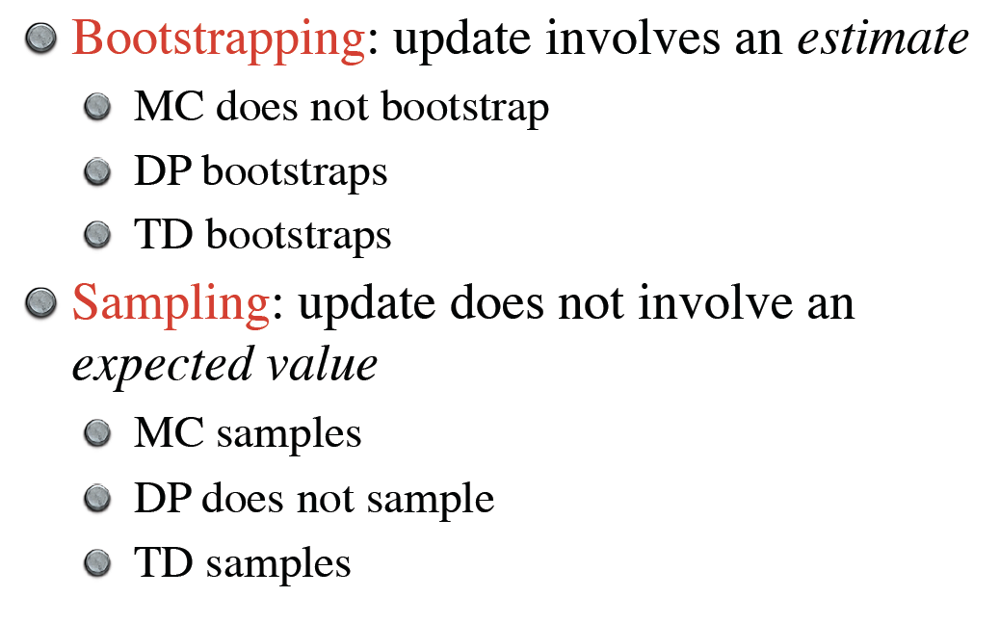 Bootstrapping: update involves an estimate
MC does not bootstrap
DP bootstraps
TD bootstraps
Sampling: update does not involve an
expected value
MC samples
DP does not sample
TD samples